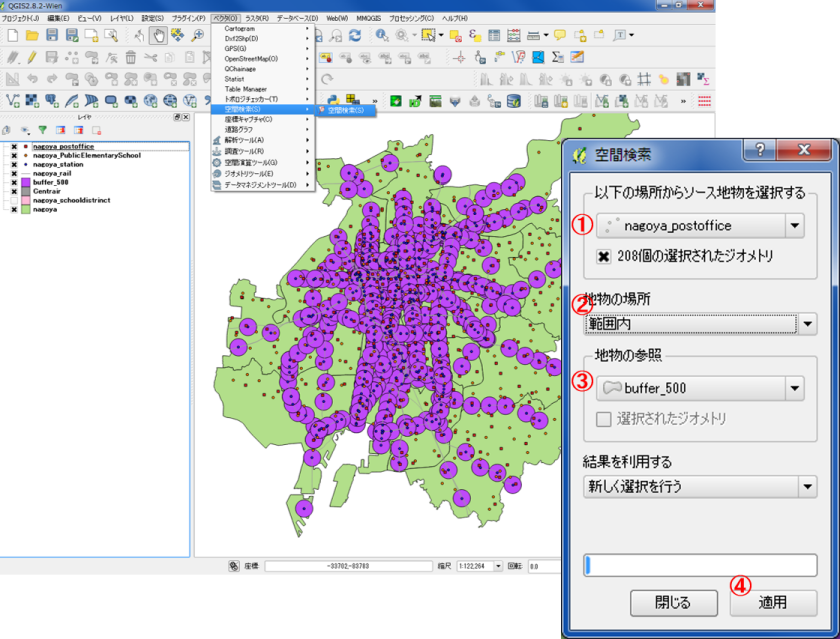 QGIS2.8.2-Wien
プロジェクト(J) 編集(E) ビュー(V) レイヤ(L) 設定(S) プラグイン(P) ベクタ(O) ラスタ(R) データベース(D) Web(W) MMQGIS プロセッシング(C) ヘルプ(H)
Cartogram
Dxf2Shp(D)
GPS(G)
OpenStreetMap(O)
QChainage
Statist
Table Manager
トポロジチェッカー(T)
空間検索(S)
空間検索(S)
座標キャプチャ(C)
道路グラフ
解析ツール(A)
調査ツール(R)
空間演算ツール(G)
ジオメトリツール(E)
データマネジメントツール(D)
レイヤ
nagoya_postoffice
nagoya_PublicElementarySchool
nagoya_station
nagoya_rail
buffer_500
Centrair
nagoya_schooldistrinct
nagoya
座標: -33702,-83783 縮尺 1:122,264 回転: 0.0
空間検索
以下の場所からソース地物を選択する
① nagoya_postoffice
208個の選択されたジオメトリ
②地物の場所
範囲内
地物の参照
③ buffer_500
選択されたジオメトリ
結果を利用する
新しく選択を行う
④
閉じる 適用